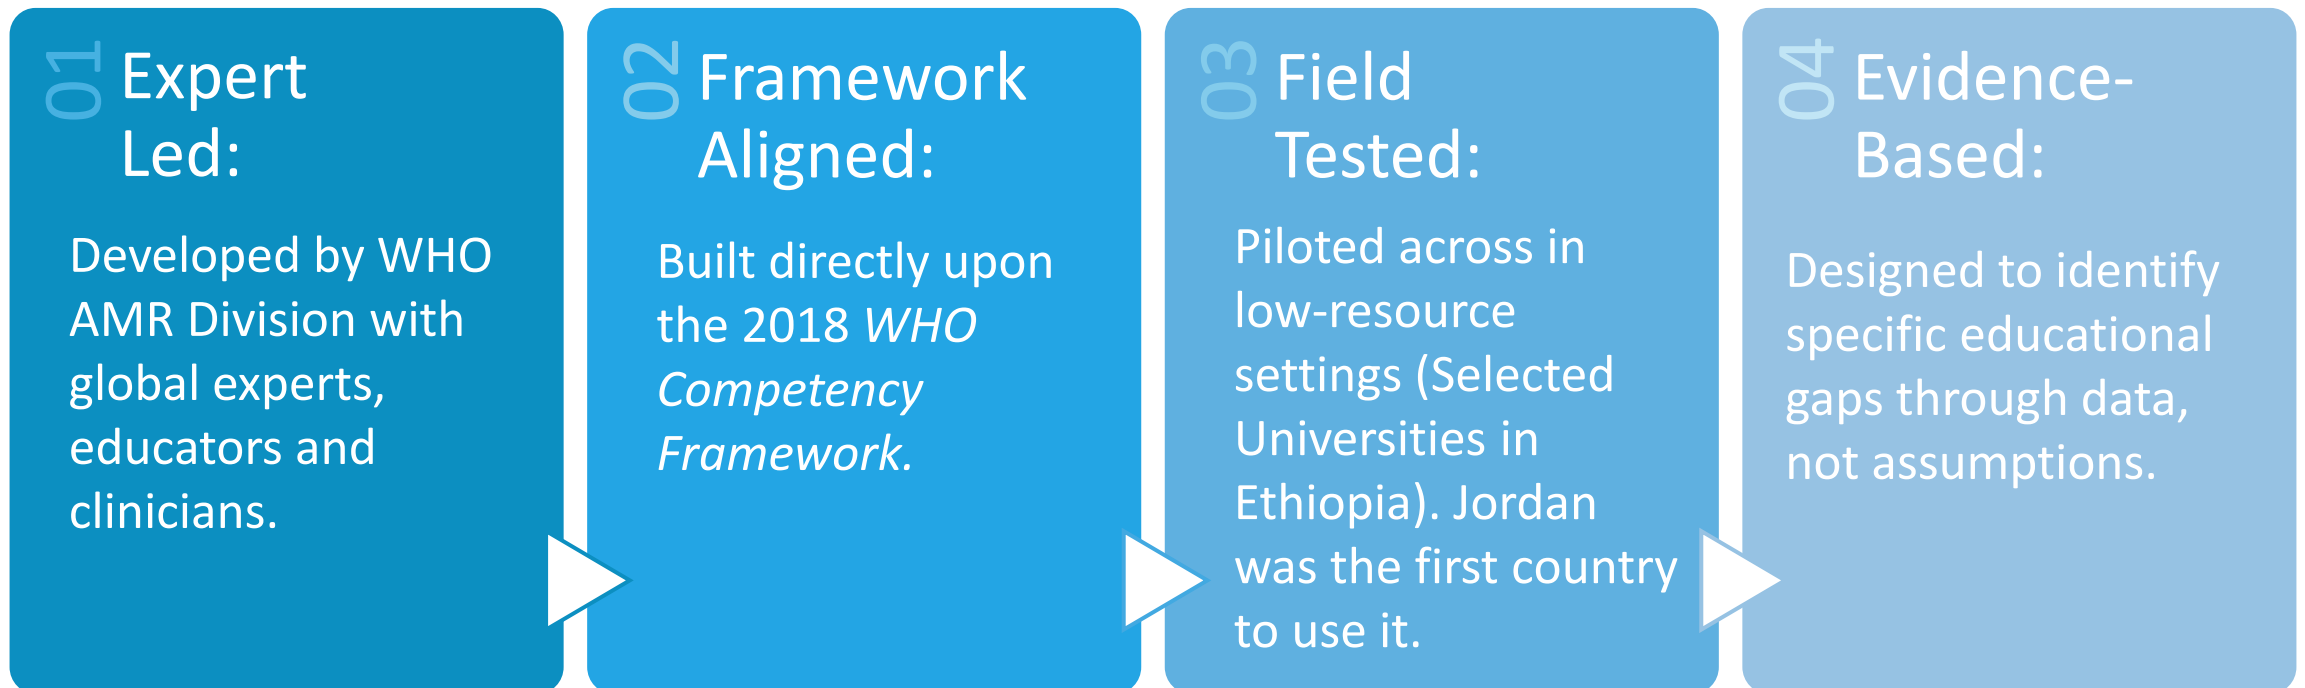 01
Expert
Led:
Developed by WHO
AMR Division with
global experts,
educators and
clinicians.
02
Framework
Aligned:
Built directly upon
the 2018 WHO
Competency
Framework.
03
Field
Tested:
Piloted across in
low-resource
settings (Selected
Universities in
Ethiopia). Jordan
was the first country
to use it.
04
Evidence-
Based:
Designed to identify
specific educational
gaps through data,
not assumptions.